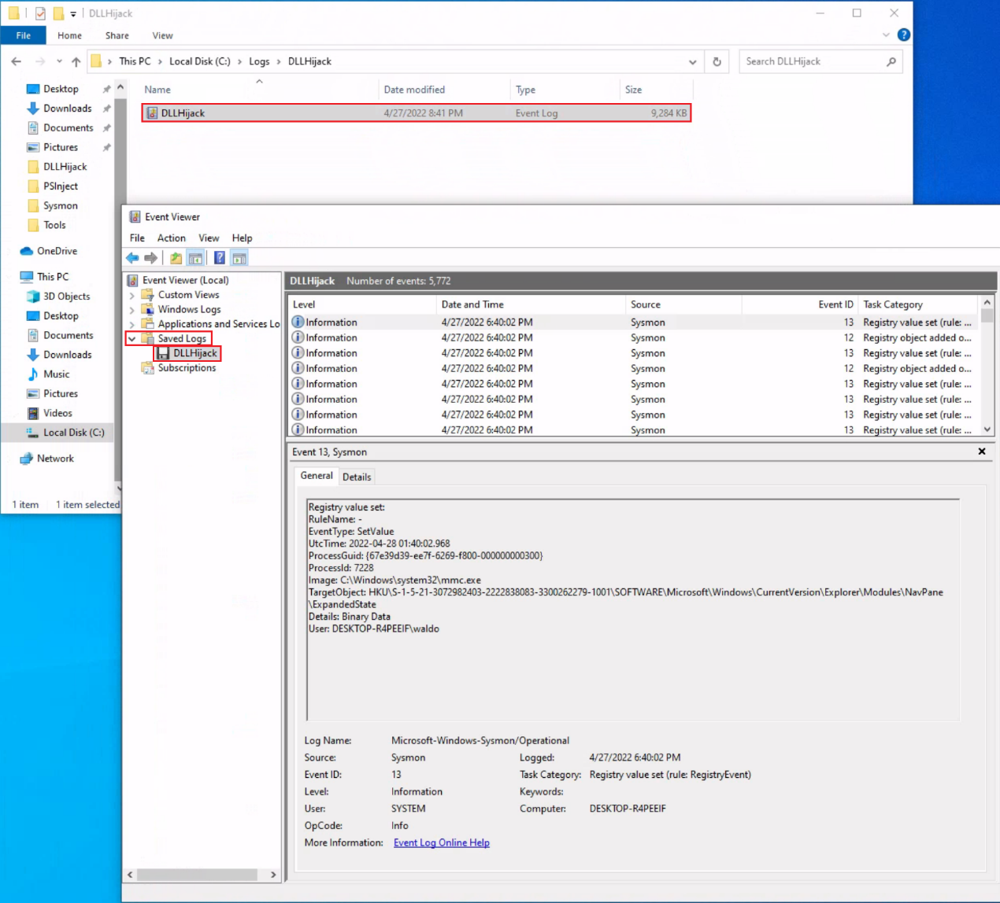 DLLHijack
File Home Share View
This PC Local Disk (C:) Logs DLLHijack Search DLLHijack
Name Date modified Type Size
DLLHijack 4/27/2022 8:41 PM Event Log 9,284 KB
Desktop
Downloads
Documents
Pictures
DLLHijack
PSInject
Sysmon
Tools
OneDrive
This PC
3D Objects
Desktop
Documents
Downloads
Music
Pictures
Videos
Local Disk (C:)
Network
1 item 1 item selected
Event Viewer
File Action View Help
Event Viewer (Local)
Custom Views
Windows Logs
Applications and Services Lo
Saved Logs
DLLHijack
Subscriptions
DLLHijack Number of events: 5,772
Level Date and Time Source Event ID Task Category
Information 4/27/2022 6:40:02 PM Sysmon 13 Registry value set (rule: ...
Information 4/27/2022 6:40:02 PM Sysmon 12 Registry object added o...
Information 4/27/2022 6:40:02 PM Sysmon 13 Registry value set (rule: ...
Information 4/27/2022 6:40:02 PM Sysmon 12 Registry object added o...
Information 4/27/2022 6:40:02 PM Sysmon 13 Registry value set (rule: ...
Information 4/27/2022 6:40:02 PM Sysmon 13 Registry value set (rule: ...
Information 4/27/2022 6:40:02 PM Sysmon 13 Registry value set (rule: ...
Information 4/27/2022 6:40:02 PM Sysmon 13 Registry value set (rule: ...
Event 13, Sysmon
General Details
Registry value set:
RuleName: -
EventType: SetValue
UtcTime: 2022-04-28 01:40:02.968
ProcessGuid: {67e39d39-ee7f-6269-f800-000000000300}
ProcessId: 7228
Image: C:\Windows\system32\mmc.exe
TargetObject: HKU\S-1-5-21-3072982403-2222838083-3300262279-1001\SOFTWARE\Microsoft\Windows\CurrentVersion\Explorer\Modules\NavPane
\ExpandedState
Details: Binary Data
User: DESKTOP-R4PEEIF\waldo
Log Name: Microsoft-Windows-Sysmon/Operational
Source: Sysmon Logged: 4/27/2022 6:40:02 PM
Event ID: 13 Task Category: Registry value set (rule: RegistryEvent)
Level: Information Keywords:
User: SYSTEM Computer: DESKTOP-R4PEEIF
OpCode: Info
More Information: Event Log Online Help